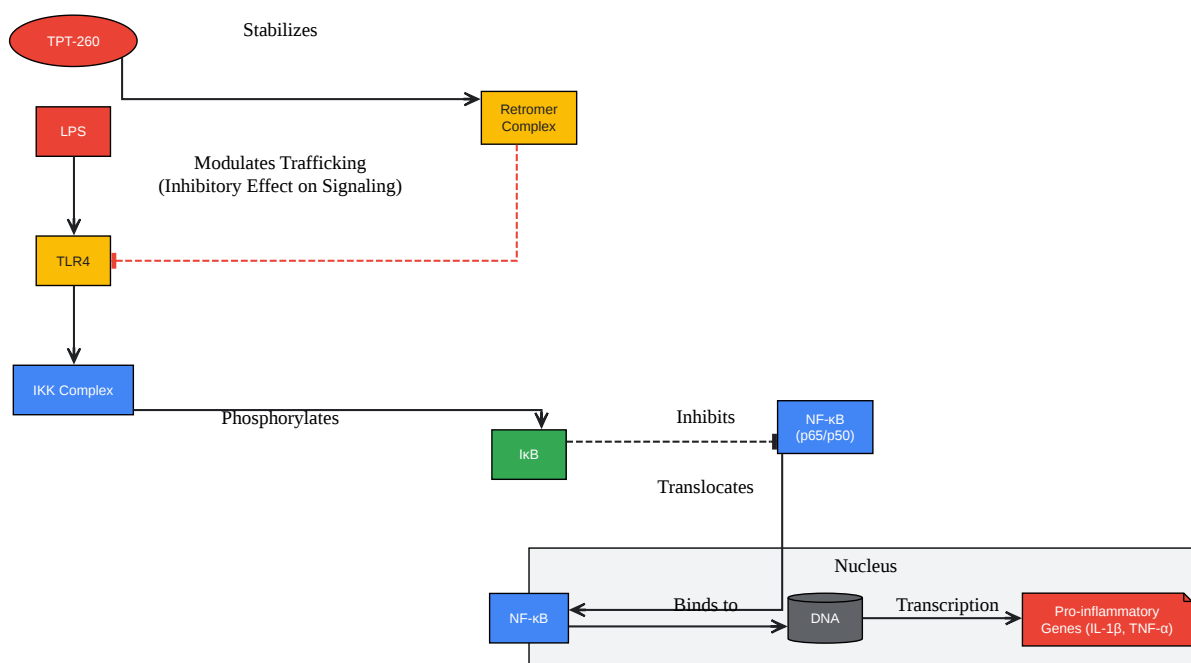 TPT-260
Stabilizes
Retromer
Complex
LPS
Modulates Trafficking
(Inhibitory Effect on Signaling)
TLR4
IKK Complex
Phosphorylates
IκB
Inhibits
NF-κB
(p65/p50)
Translocates
Nucleus
NF-κB
Binds to
DNA
Transcription
Pro-inflammatory
Genes (IL-1β, TNF-α)